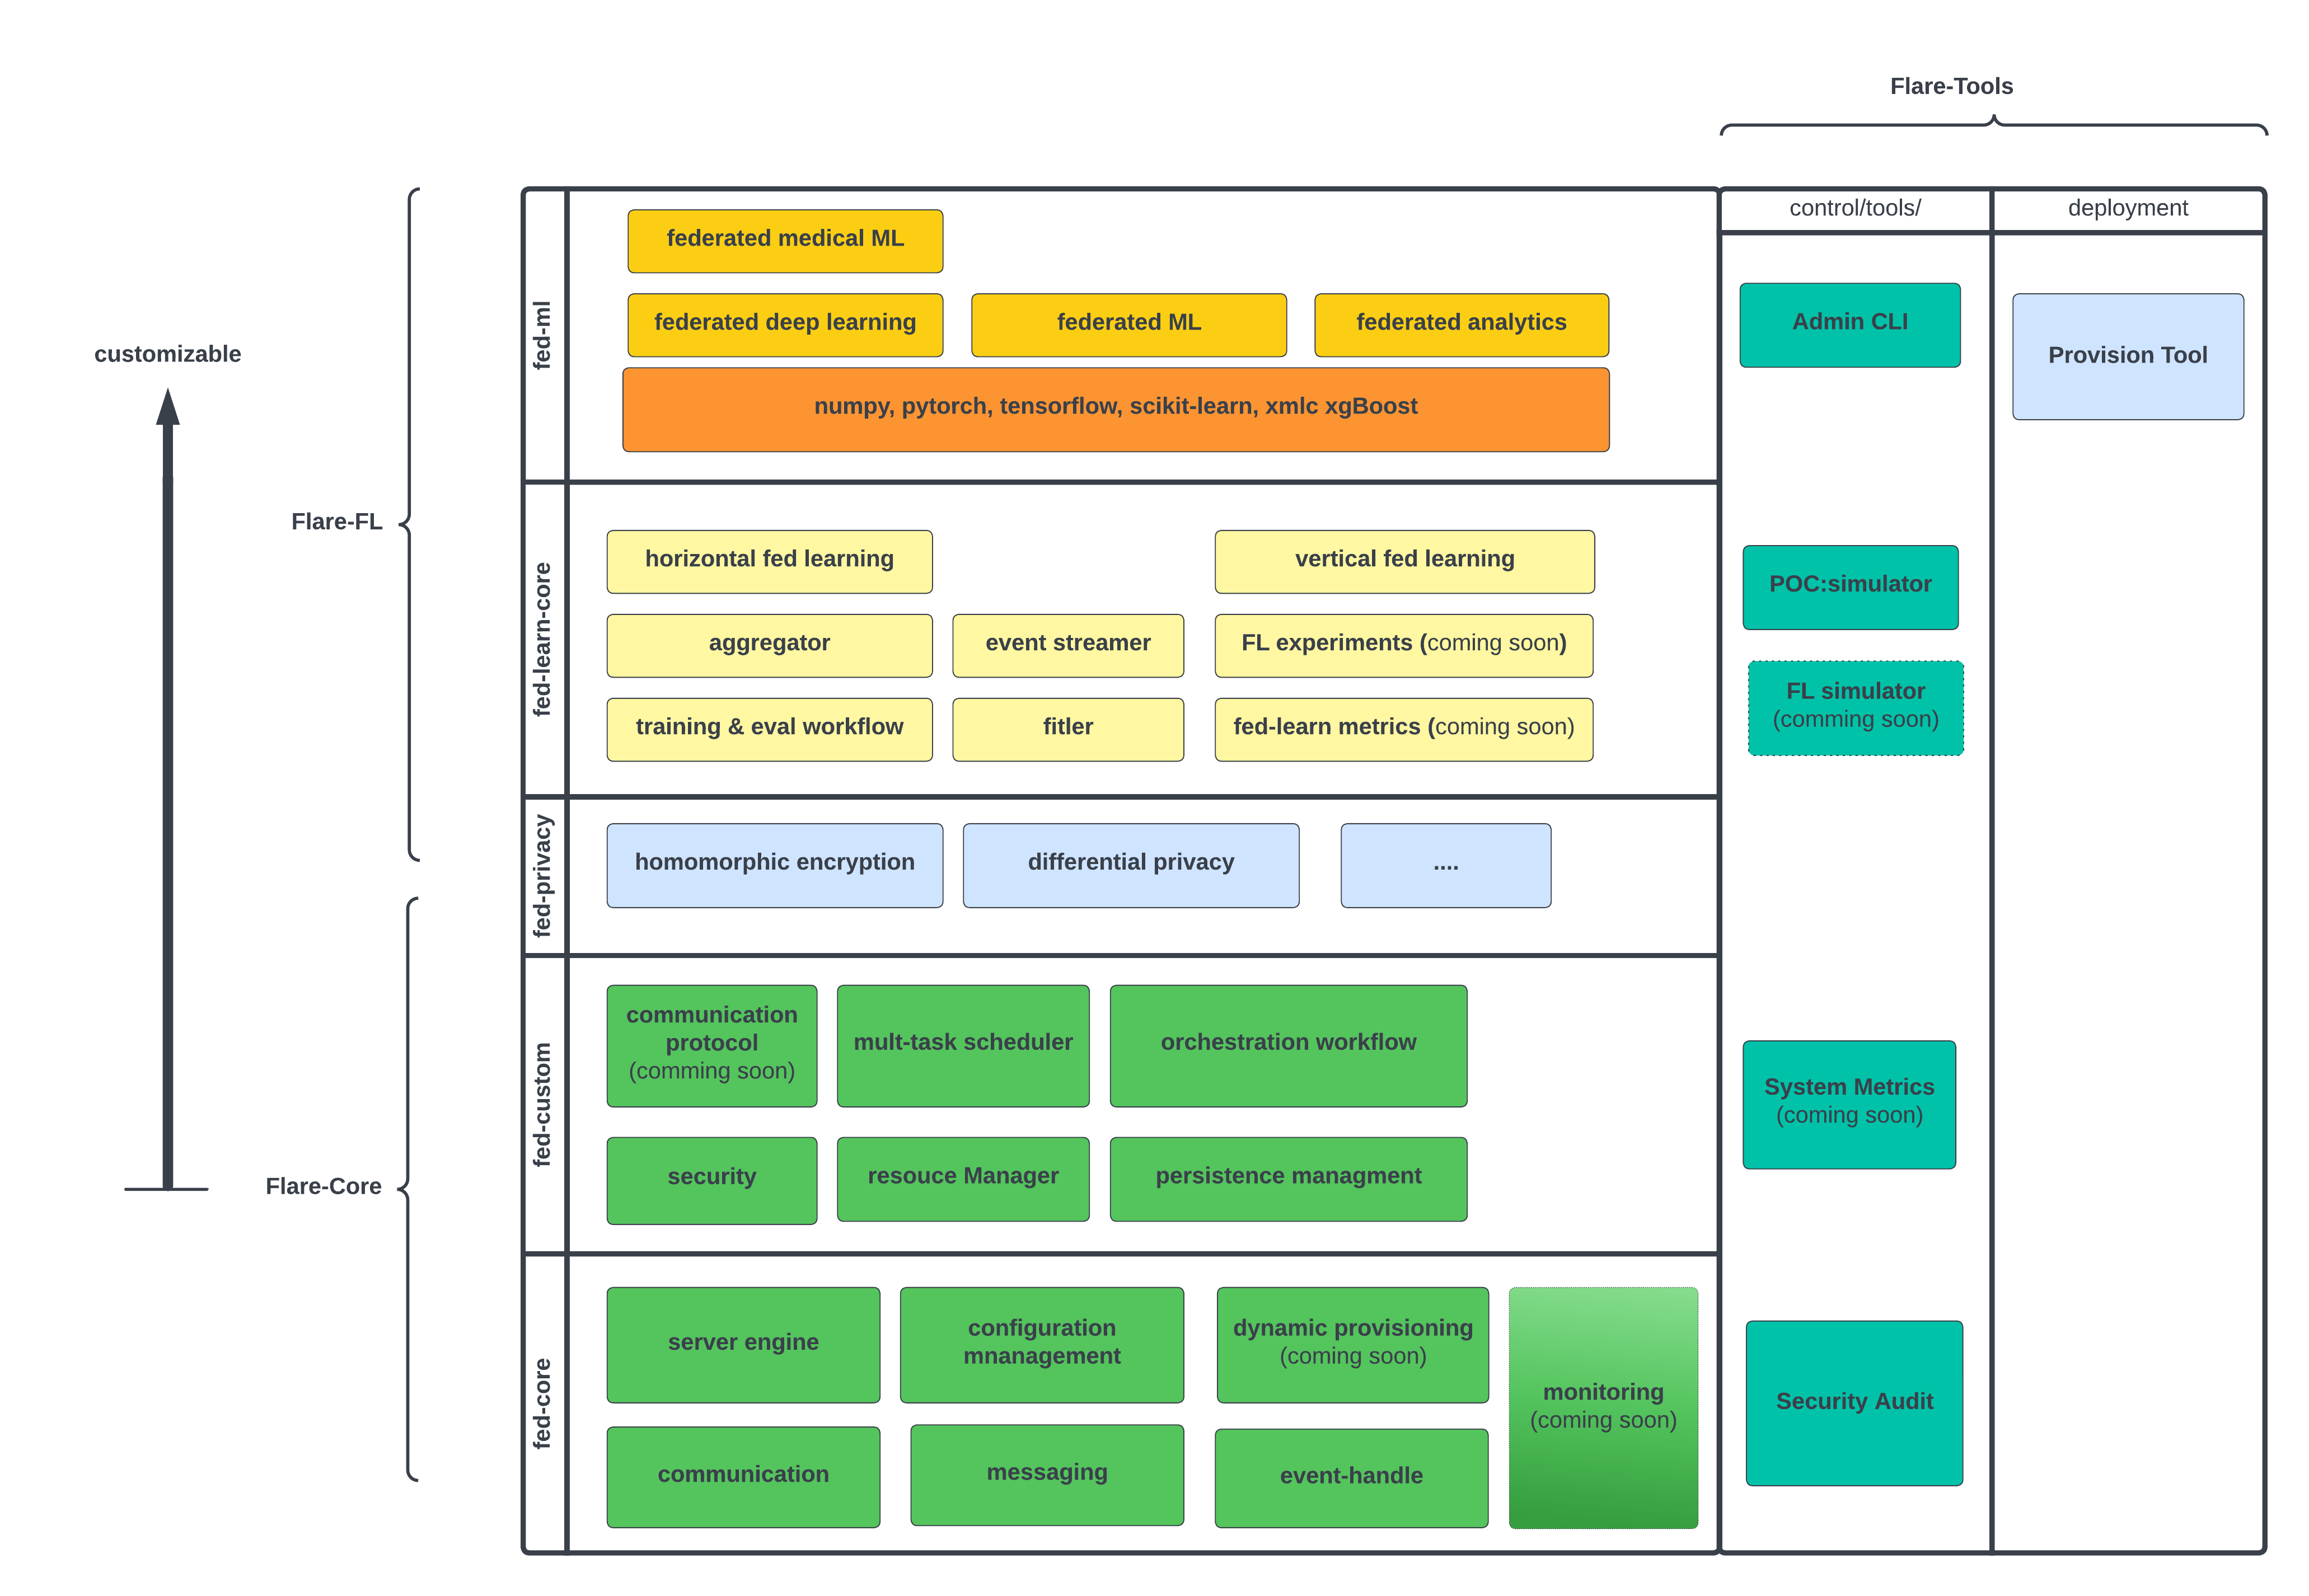 Flare-Tools
control/tools/
deployment
customizable
Flare-FL
Flare-Core
fed-ml
federated medical ML
federated deep learning
federated ML
federated analytics
numpy, pytorch, tensorflow, scikit-learn, xmlc xgBoost
fed-learn-core
horizontal fed learning
vertical fed learning
aggregator
event streamer
FL experiments (coming soon)
training & eval workflow
fitler
fed-learn metrics (coming soon)
fed-privacy
homomorphic encryption
differential privacy
....
fed-custom
communication
protocol
(comming soon)
mult-task scheduler
orchestration workflow
security
resouce Manager
persistence managment
fed-core
server engine
configuration
mnanagement
dynamic provisioning
(coming soon)
monitoring
(coming soon)
communication
messaging
event-handle
Admin CLI
POC:simulator
FL simulator
(comming soon)
System Metrics
(coming soon)
Security Audit
Provision Tool